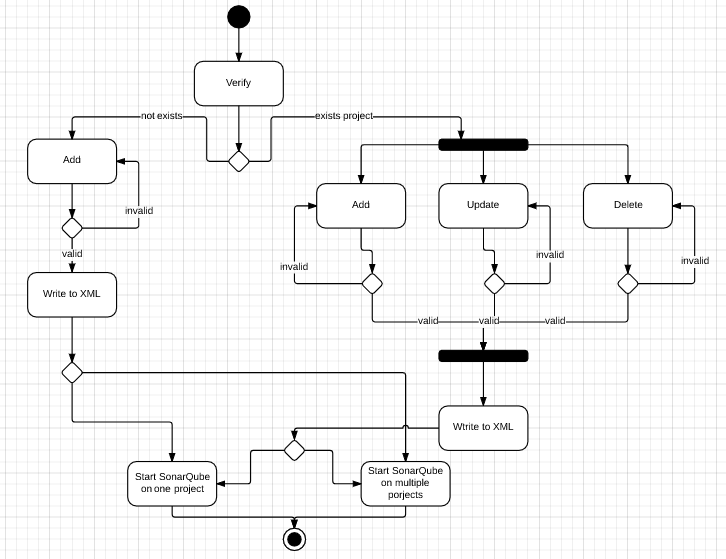 Verify
not exists
exists project
Add
invalid
valid
Write to XML
Add
Update
Delete
invalid
invalid
invalid
valid
valid
valid
Wtrite to XML
Start SonarQube
on one project
Start SonarQube
on multiple
porjects